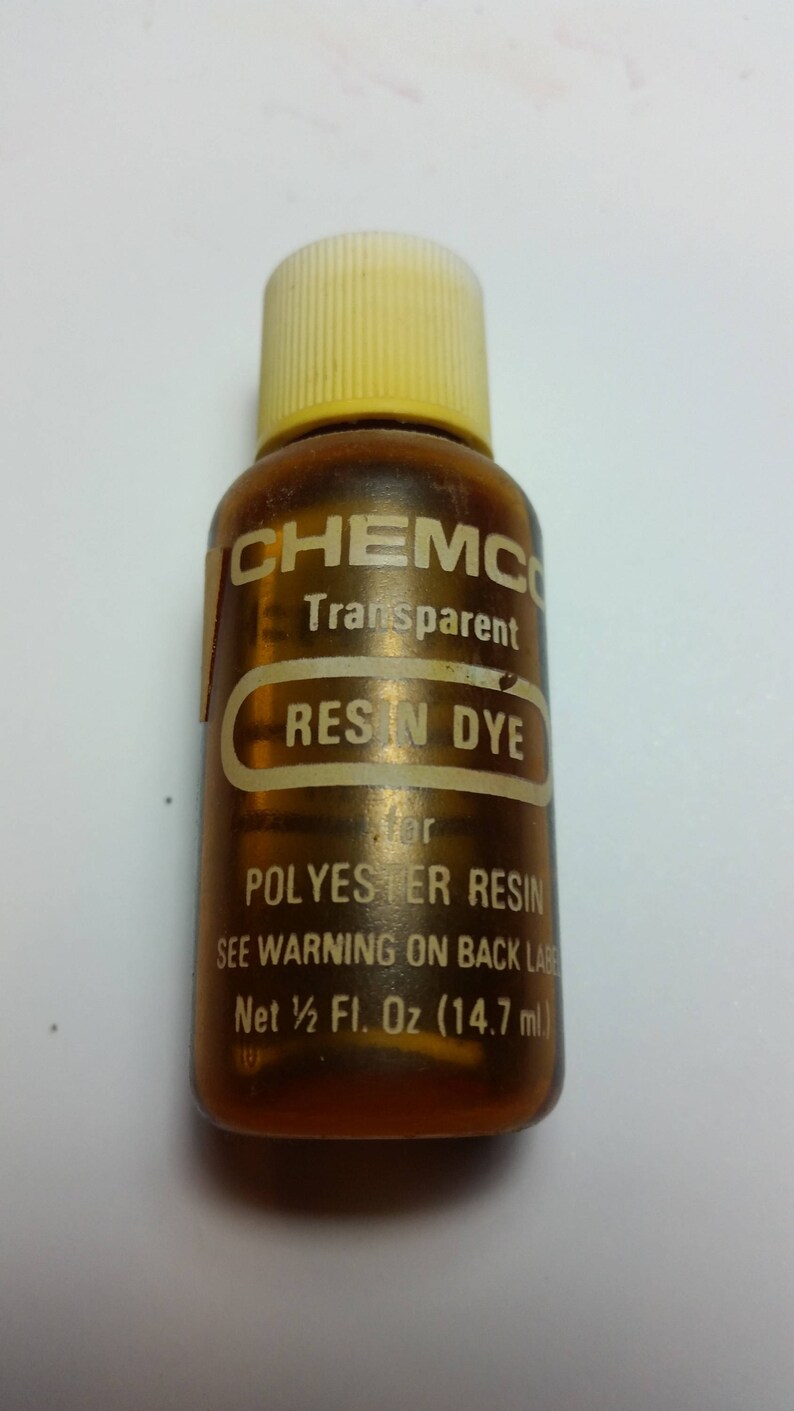 CHEMCO
Transparent
RESIN DYE
for
POLYESTER RESIN
SEE WARNING ON BACK LABEL
Net ½ Fl. Oz (14.7 ml.)